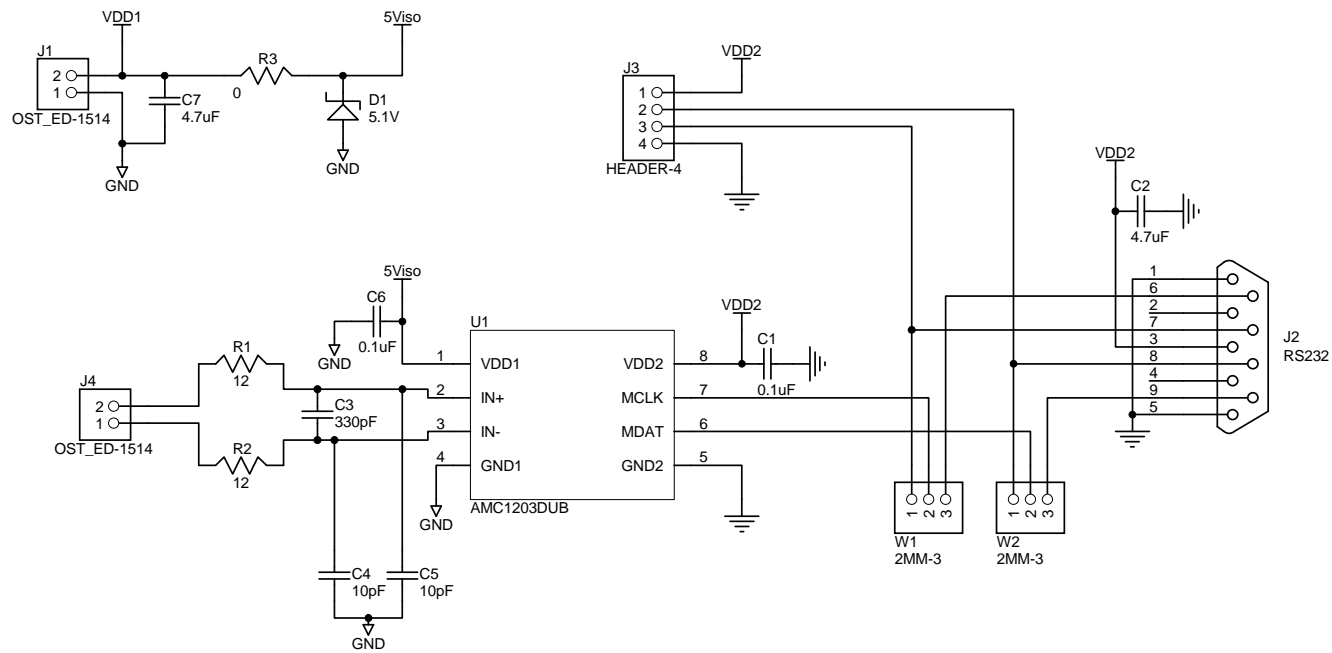 VDD1
5Viso
J1
2
1
OST_ED-1514
C7
4.7uF
R3
0
D1
5.1V
GND
GND
VDD2
J3
1
2
3
4
HEADER-4
VDD2
C2
4.7uF
5Viso
C6
0.1uF
GND
U1
1 VDD1
2 IN+
3 IN-
4 GND1
VDD2 8
MCLK 7
MDAT 6
GND2 5
AMC1203DUB
GND
VDD2
C1
0.1uF
J4
2
1
OST_ED-1514
R1
12
R2
12
C3
330pF
C4
10pF
C5
10pF
GND
1
6
2
7
3
8
4
9
5
J2
RS232
1 2 3
W1
2MM-3
1 2 3
W2
2MM-3